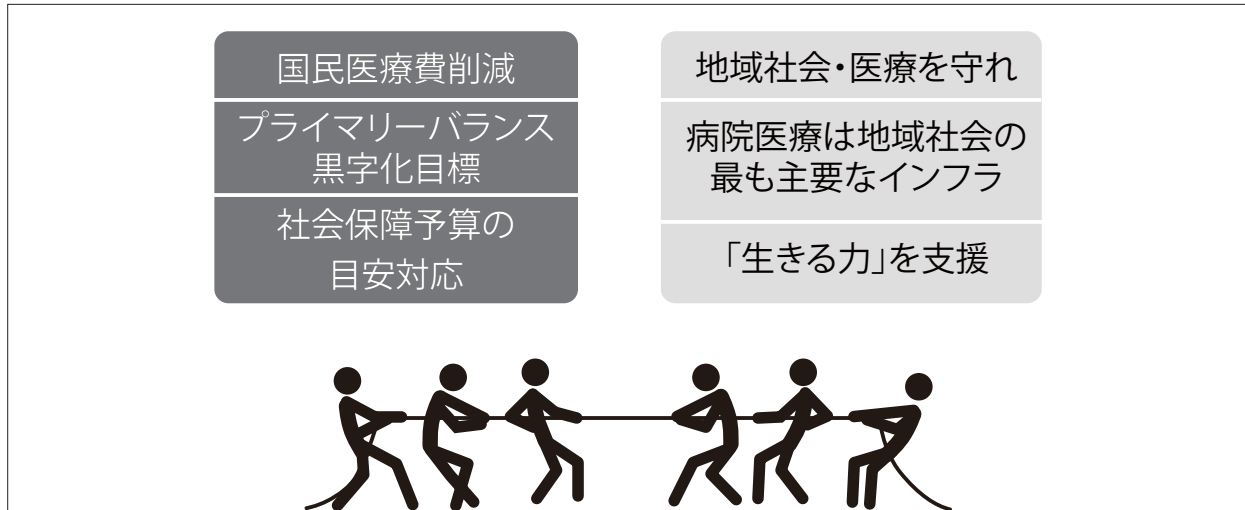 国民医療費削減
プライマリーバランス
黒字化目標
社会保障予算の
目安対応
地域社会・医療を守れ
病院医療は地域社会の
最も主要なインフラ
「生きる力」を支援